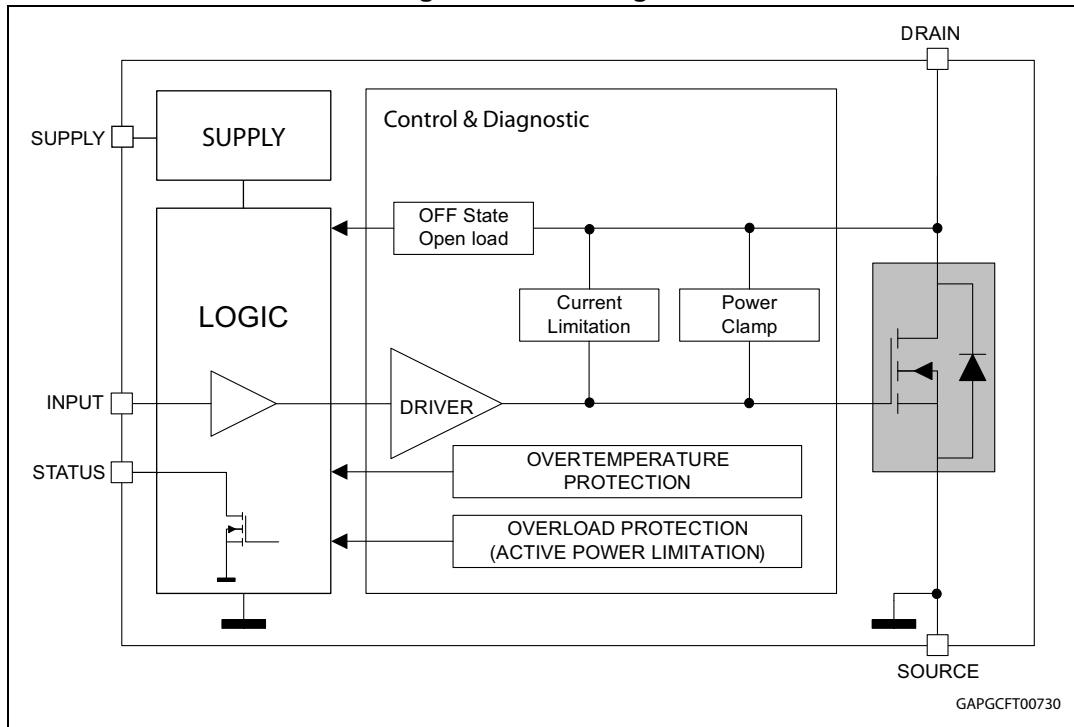 DRAIN
SUPPLY
SUPPLY
Control & Diagnostic
OFF State
Open load
LOGIC
Current
Limitation
Power
Clamp
INPUT
DRIVER
STATUS
OVERTEMPERATURE
PROTECTION
OVERLOAD PROTECTION
(ACTIVE POWER LIMITATION)
SOURCE
GAPGCFT00730